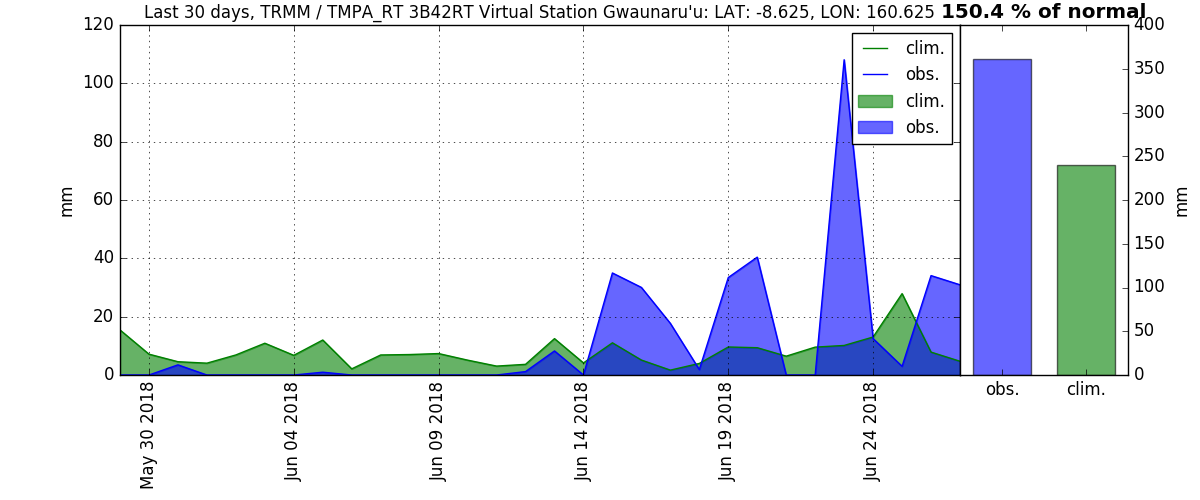 Last 30 days, TRMM / TMPA_RT 3B42RT Virtual Station Gwaunaru'u: LAT: -8.625, LON: 160.625 150.4 % of normal
120
100
80
60
40
20
0
mm
May 30 2018
Jun 04 2018
Jun 09 2018
Jun 14 2018
Jun 19 2018
Jun 24 2018
clim.
obs.
clim.
obs.
400
350
300
250
200
150
100
50
0
mm
obs.
clim.